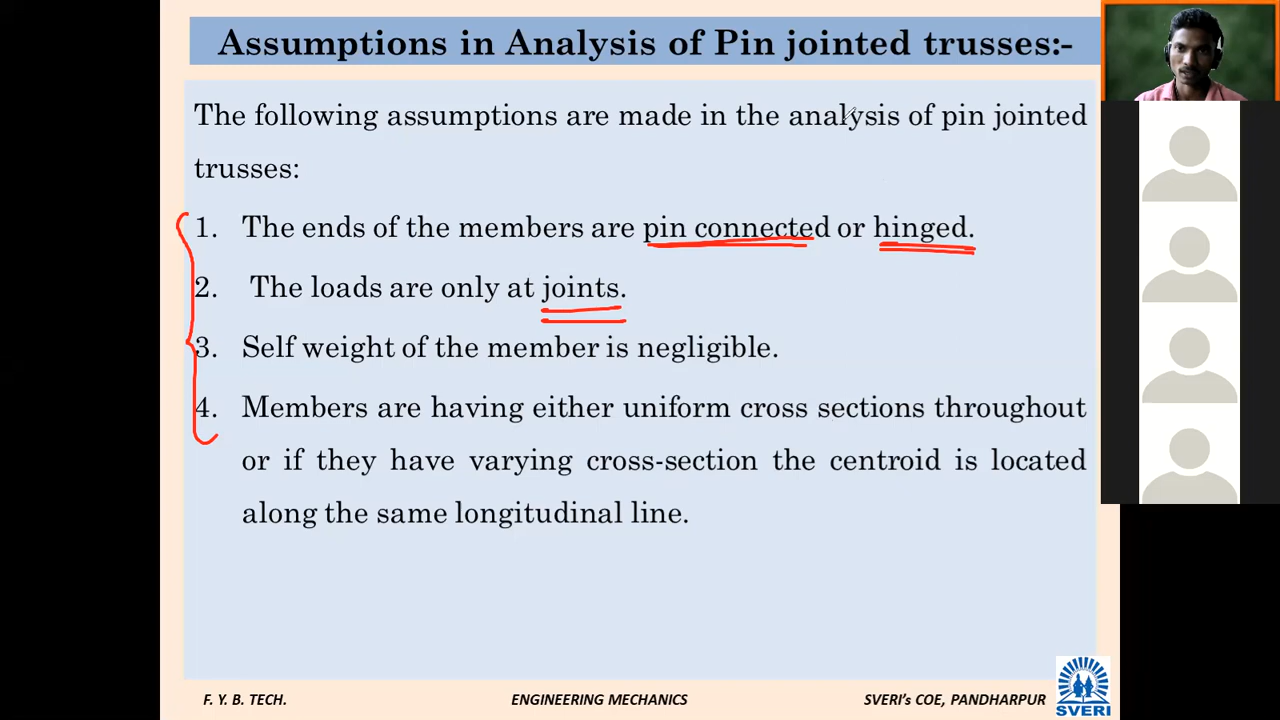 Assumptions in Analysis of Pin jointed trusses:-
The following assumptions are made in the analysis of pin jointed
trusses:
1. The ends of the members are pin connected or hinged.
2. The loads are only at joints.
3. Self weight of the member is negligible.
4. Members are having either uniform cross sections throughout
or if they have varying cross-section the centroid is located
along the same longitudinal line.
F. Y. B. TECH. ENGINEERING MECHANICS SVERI's COE, PANDHARPUR
SVERI